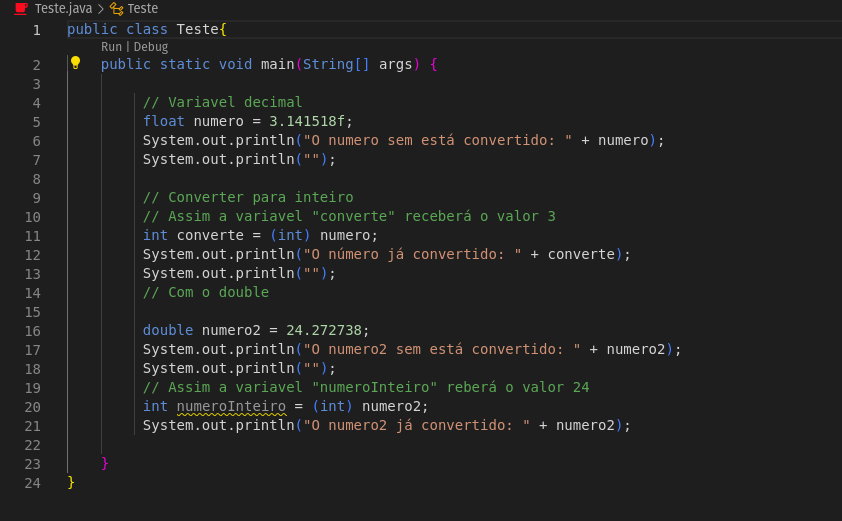 Teste.java > Teste
1 public class Teste{
Run | Debug
2 public static void main(String[] args) {
3
4 // Variavel decimal
5 float numero = 3.141518f;
6 System.out.println("O numero sem está convertido: " + numero);
7 System.out.println("");
8
9 // Converter para inteiro
10 // Assim a variavel "converte" receberá o valor 3
11 int converte = (int) numero;
12 System.out.println("O número já convertido: " + converte);
13 System.out.println("");
14 // Com o double
15
16 double numero2 = 24.272738;
17 System.out.println("O numero2 sem está convertido: " + numero2);
18 System.out.println("");
19 // Assim a variavel "numeroInteiro" reberá o valor 24
20 int numeroInteiro = (int) numero2;
21 System.out.println("O numero2 já convertido: " + numero2);
22
23 }
24 }